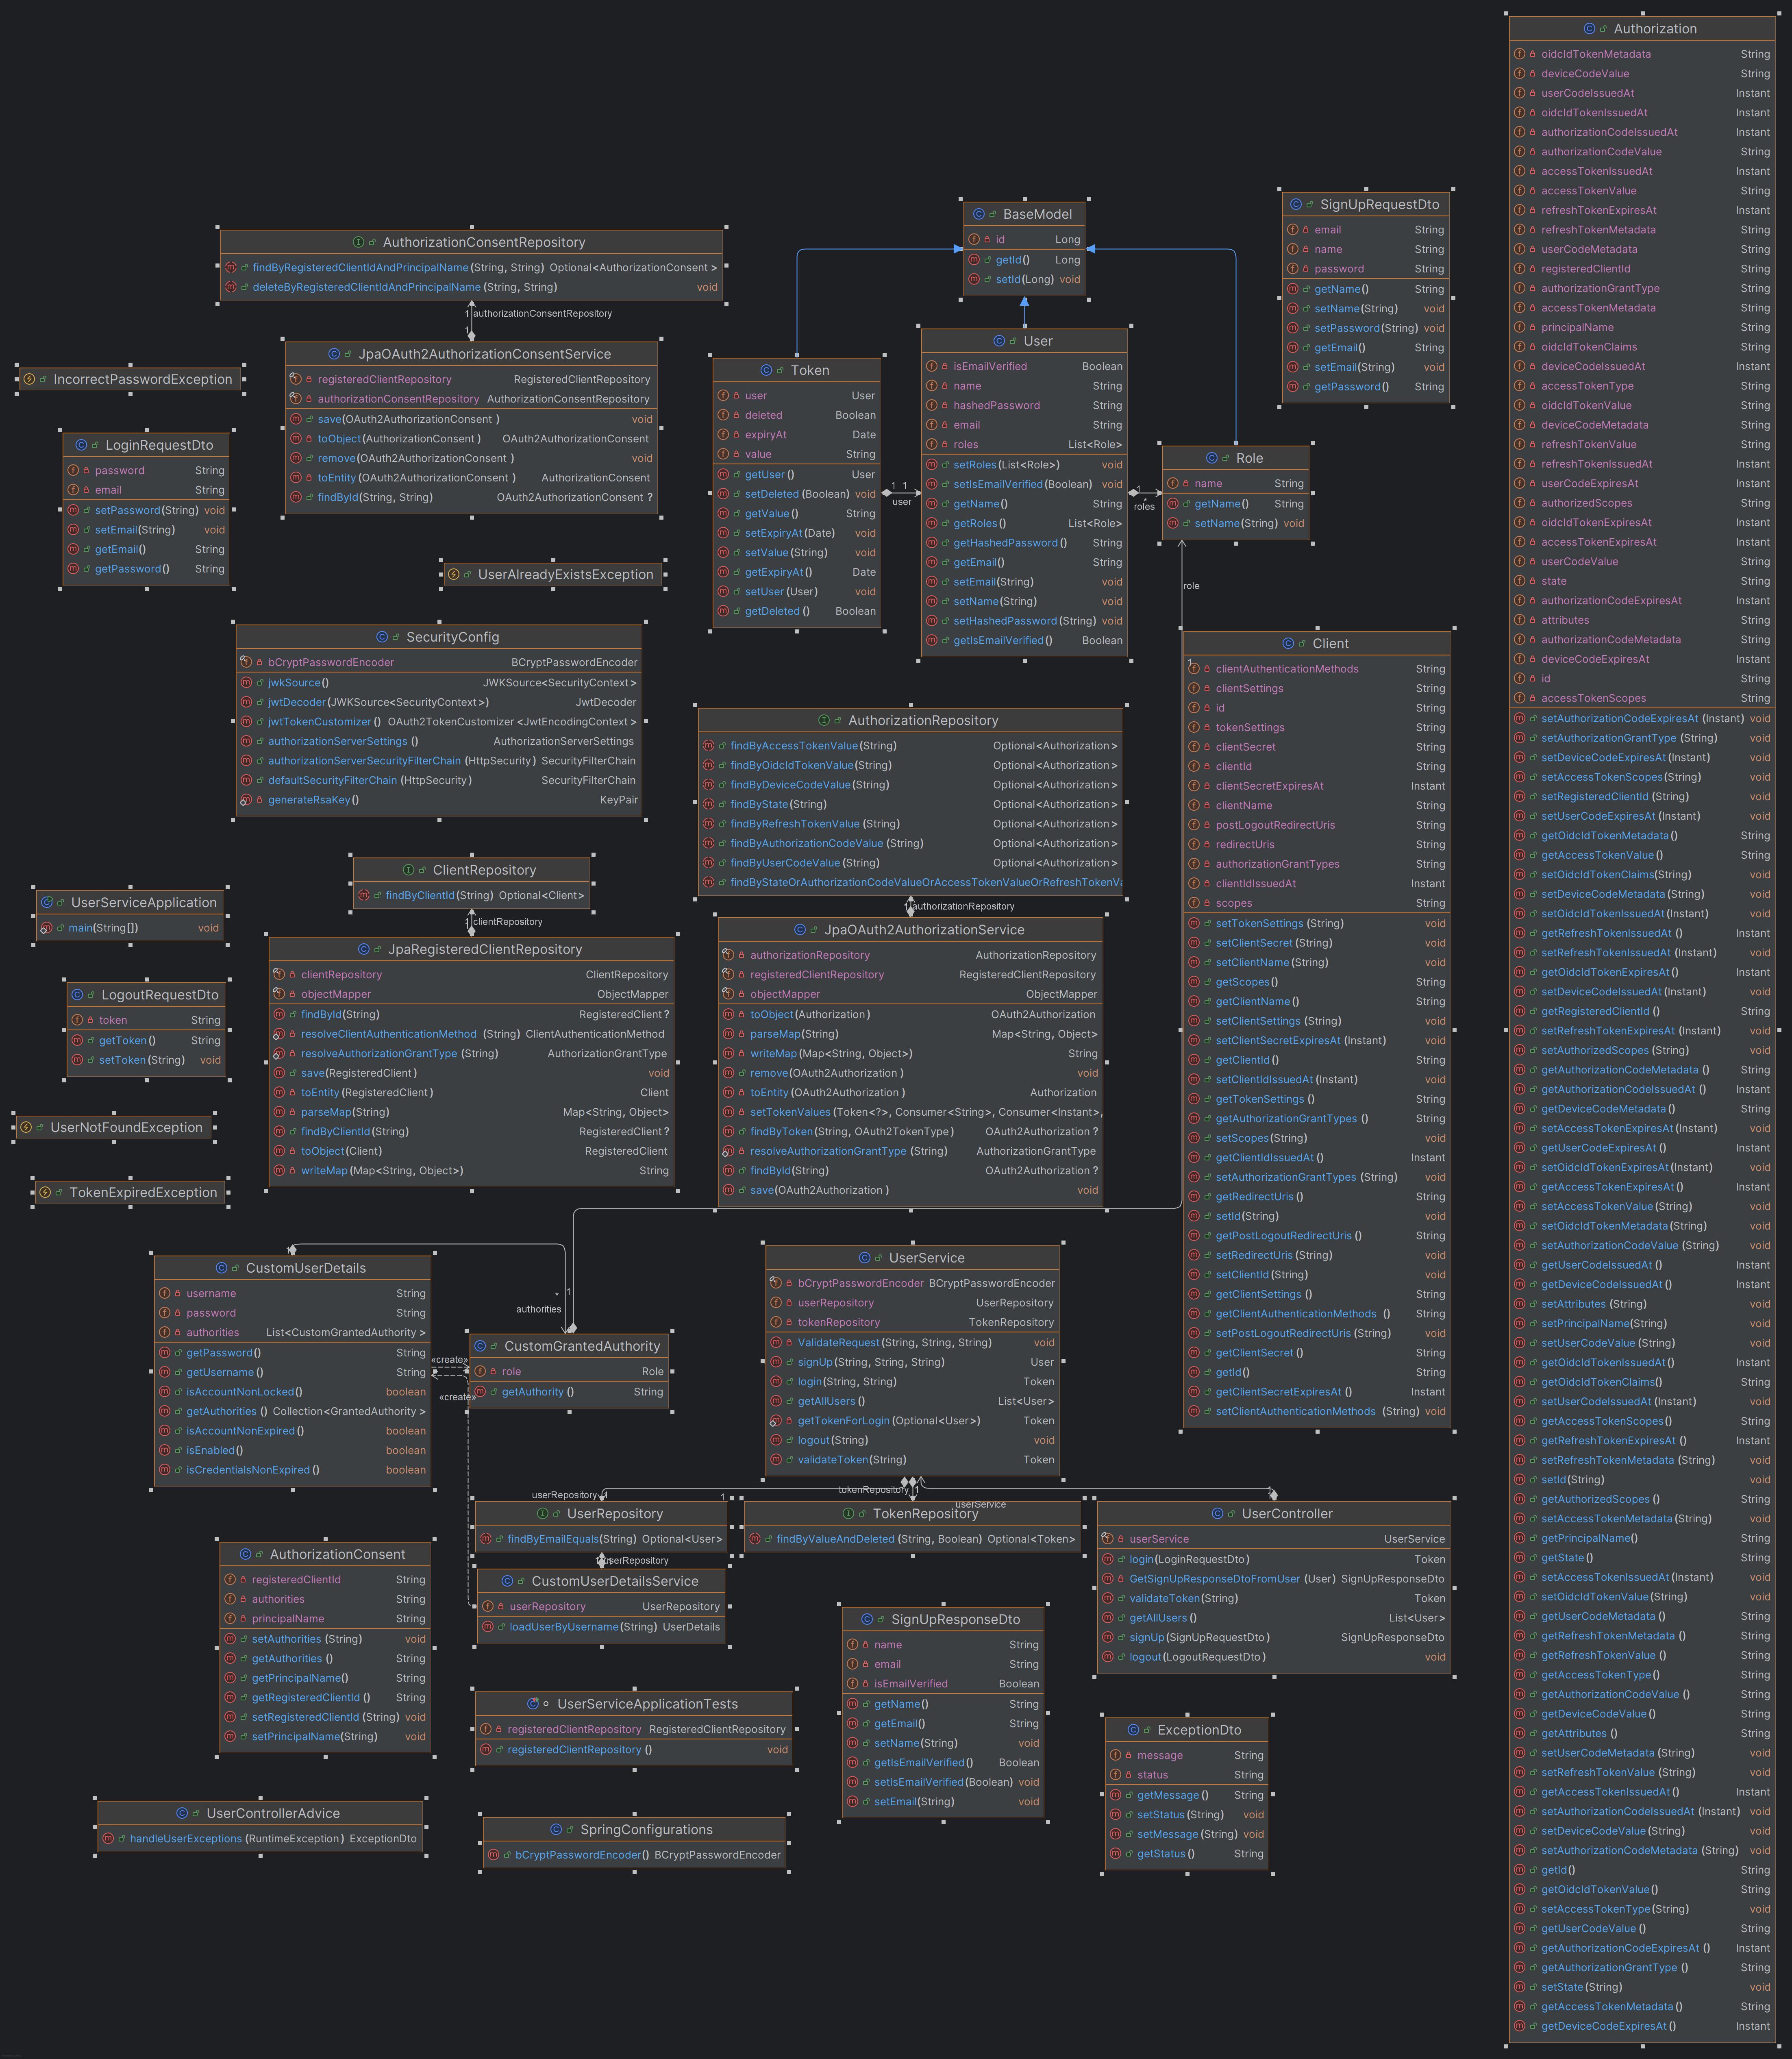 AuthorizationConsentRepository
findByRegisteredClientIdAndPrincipalName(String, String) Optional<AuthorizationConsent>
deleteByRegisteredClientIdAndPrincipalName(String, String) void
1 authorizationConsentRepository
1
JpaOAuth2AuthorizationConsentService
registeredClientRepository RegisteredClientRepository
authorizationConsentRepository AuthorizationConsentRepository
save(OAuth2AuthorizationConsent) void
toObject(AuthorizationConsent) OAuth2AuthorizationConsent
remove(OAuth2AuthorizationConsent) void
toEntity(OAuth2AuthorizationConsent) AuthorizationConsent
findById(String, String) OAuth2AuthorizationConsent?
IncorrectPasswordException
LoginRequestDto
password String
email String
setPassword(String) void
setEmail(String) void
getEmail() String
getPassword() String
UserAlreadyExistsException
BaseModel
id Long
getId() Long
setId(Long) void
Token
user User
deleted Boolean
expiryAt Date
value String
getUser() User
setDeleted(Boolean) void
getValue() String
setExpiryAt(Date) void
setValue(String) void
getExpiryAt() Date
setUser(User) void
getDeleted() Boolean
1 1
user
User
isEmailVerified Boolean
name String
hashedPassword String
email String
roles List<Role>
setRoles(List<Role>) void
setIsEmailVerified(Boolean) void
getName() String
getRoles() List<Role>
getHashedPassword() String
getEmail() String
setEmail(String) void
setName(String) void
setHashedPassword(String) void
getIsEmailVerified() Boolean
1
*
roles
Role
name String
getName() String
setName(String) void
role
1
SignUpRequestDto
email String
name String
password String
getName() String
setName(String) void
setPassword(String) void
getEmail() String
setEmail(String) void
getPassword() String
SecurityConfig
bCryptPasswordEncoder BCryptPasswordEncoder
jwkSource() JWKSource<SecurityContext>
jwtDecoder(JWKSource<SecurityContext>) JwtDecoder
jwtTokenCustomizer() OAuth2TokenCustomizer<JwtEncodingContext>
authorizationServerSettings() AuthorizationServerSettings
authorizationServerSecurityFilterChain(HttpSecurity) SecurityFilterChain
defaultSecurityFilterChain(HttpSecurity) SecurityFilterChain
generateRsaKey() KeyPair
ClientRepository
findByClientId(String) Optional<Client>
1 clientRepository
1
JpaRegisteredClientRepository
clientRepository ClientRepository
objectMapper ObjectMapper
findById(String) RegisteredClient?
resolveClientAuthenticationMethod(String) ClientAuthenticationMethod
resolveAuthorizationGrantType(String) AuthorizationGrantType
save(RegisteredClient) void
toEntity(RegisteredClient) Client
parseMap(String) Map<String, Object>
findByClientId(String) RegisteredClient?
toObject(Client) RegisteredClient
writeMap(Map<String, Object>) String
UserServiceApplication
main(String[]) void
LogoutRequestDto
token String
getToken() String
setToken(String) void
UserNotFoundException
TokenExpiredException
AuthorizationRepository
findByAccessTokenValue(String) Optional<Authorization>
findByOidcIdTokenValue(String) Optional<Authorization>
findByDeviceCodeValue(String) Optional<Authorization>
findByState(String) Optional<Authorization>
findByRefreshTokenValue(String) Optional<Authorization>
findByAuthorizationCodeValue(String) Optional<Authorization>
findByUserCodeValue(String) Optional<Authorization>
findByStateOrAuthorizationCodeValueOrAccessTokenValueOrRefreshTokenVa
1 authorizationRepository
JpaOAuth2AuthorizationService
authorizationRepository AuthorizationRepository
registeredClientRepository RegisteredClientRepository
objectMapper ObjectMapper
toObject(Authorization) OAuth2Authorization
parseMap(String) Map<String, Object>
writeMap(Map<String, Object>) String
remove(OAuth2Authorization) void
toEntity(OAuth2Authorization) Authorization
setTokenValues(Token<?>, Consumer<String>, Consumer<Instant>,
findByToken(String, OAuth2TokenType) OAuth2Authorization?
resolveAuthorizationGrantType(String) AuthorizationGrantType
findById(String) OAuth2Authorization?
save(OAuth2Authorization) void
Client
clientAuthenticationMethods String
clientSettings String
id String
tokenSettings String
clientSecret String
clientId String
clientSecretExpiresAt Instant
clientName String
postLogoutRedirectUris String
redirectUris String
authorizationGrantTypes String
clientIdIssuedAt Instant
scopes String
setTokenSettings(String) void
setClientSecret(String) void
setClientName(String) void
getScopes() String
getClientName() String
setClientSettings(String) void
setClientSecretExpiresAt(Instant) void
getClientId() String
setClientIdIssuedAt(Instant) void
getTokenSettings() String
getAuthorizationGrantTypes() String
setScopes(String) void
getClientIdIssuedAt() Instant
setAuthorizationGrantTypes(String) void
getRedirectUris() String
setId(String) void
getPostLogoutRedirectUris() String
setRedirectUris(String) void
setClientId(String) void
getClientSettings() String
getClientAuthenticationMethods() String
setPostLogoutRedirectUris(String) void
getClientSecret() String
getId() String
getClientSecretExpiresAt() Instant
setClientAuthenticationMethods(String) void
1
CustomUserDetails
username String
password String
authorities List<CustomGrantedAuthority>
getPassword() String
getUsername() String
isAccountNonLocked() boolean
getAuthorities() Collection<GrantedAuthority>
isAccountNonExpired() boolean
isEnabled() boolean
isCredentialsNonExpired() boolean
* 1
authorities
«create»
«create»
CustomGrantedAuthority
role Role
getAuthority() String
UserService
bCryptPasswordEncoder BCryptPasswordEncoder
userRepository UserRepository
tokenRepository TokenRepository
ValidateRequest(String, String, String) void
signUp(String, String, String) User
login(String, String) Token
getAllUsers() List<User>
getTokenForLogin(Optional<User>) Token
logout(String) void
validateToken(String) Token
userRepository 1
1
tokenRepository 1
userService
1
UserRepository
findByEmailEquals(String) Optional<User>
TokenRepository
findByValueAndDeleted(String, Boolean) Optional<Token>
UserController
userService UserService
login(LoginRequestDto) Token
GetSignUpResponseDtoFromUser(User) SignUpResponseDto
validateToken(String) Token
getAllUsers() List<User>
signUp(SignUpRequestDto) SignUpResponseDto
logout(LogoutRequestDto) void
1 userRepository
CustomUserDetailsService
userRepository UserRepository
loadUserByUsername(String) UserDetails
AuthorizationConsent
registeredClientId String
authorities String
principalName String
setAuthorities(String) void
getAuthorities() String
getPrincipalName() String
getRegisteredClientId() String
setRegisteredClientId(String) void
setPrincipalName(String) void
SignUpResponseDto
name String
email String
isEmailVerified Boolean
getName() String
getEmail() String
setName(String) void
getIsEmailVerified() Boolean
setIsEmailVerified(Boolean) void
setEmail(String) void
UserServiceApplicationTests
registeredClientRepository RegisteredClientRepository
registeredClientRepository() void
ExceptionDto
message String
status String
getMessage() String
setStatus(String) void
setMessage(String) void
getStatus() String
UserControllerAdvice
handleUserExceptions(RuntimeException) ExceptionDto
SpringConfigurations
bCryptPasswordEncoder() BCryptPasswordEncoder
Authorization
oidcIdTokenMetadata String
deviceCodeValue String
userCodeIssuedAt Instant
oidcIdTokenIssuedAt Instant
authorizationCodeIssuedAt Instant
authorizationCodeValue String
accessTokenIssuedAt Instant
accessTokenValue String
refreshTokenExpiresAt Instant
refreshTokenMetadata String
userCodeMetadata String
registeredClientId String
authorizationGrantType String
accessTokenMetadata String
principalName String
oidcIdTokenClaims String
deviceCodeIssuedAt Instant
accessTokenType String
oidcIdTokenValue String
deviceCodeMetadata String
refreshTokenValue String
refreshTokenIssuedAt Instant
userCodeExpiresAt Instant
authorizedScopes String
oidcIdTokenExpiresAt Instant
accessTokenExpiresAt Instant
userCodeValue String
state String
authorizationCodeExpiresAt Instant
attributes String
authorizationCodeMetadata String
deviceCodeExpiresAt Instant
id String
accessTokenScopes String
setAuthorizationCodeExpiresAt(Instant) void
setAuthorizationGrantType(String) void
setDeviceCodeExpiresAt(Instant) void
setAccessTokenScopes(String) void
setRegisteredClientId(String) void
setUserCodeExpiresAt(Instant) void
getOidcIdTokenMetadata() String
getAccessTokenValue() String
setOidcIdTokenClaims(String) void
setDeviceCodeMetadata(String) void
setOidcIdTokenIssuedAt(Instant) void
getRefreshTokenIssuedAt() Instant
setRefreshTokenIssuedAt(Instant) void
getOidcIdTokenExpiresAt() Instant
setDeviceCodeIssuedAt(Instant) void
getRegisteredClientId() String
setRefreshTokenExpiresAt(Instant) void
setAuthorizedScopes(String) void
getAuthorizationCodeMetadata() String
getAuthorizationCodeIssuedAt() Instant
getDeviceCodeMetadata() String
setAccessTokenExpiresAt(Instant) void
getUserCodeExpiresAt() Instant
setOidcIdTokenExpiresAt(Instant) void
getAccessTokenExpiresAt() Instant
setAccessTokenValue(String) void
setOidcIdTokenMetadata(String) void
setAuthorizationCodeValue(String) void
getUserCodeIssuedAt() Instant
getDeviceCodeIssuedAt() Instant
setAttributes(String) void
setPrincipalName(String) void
setUserCodeValue(String) void
getOidcIdTokenIssuedAt() Instant
getOidcIdTokenClaims() String
setUserCodeIssuedAt(Instant) void
getAccessTokenScopes() String
getRefreshTokenExpiresAt() Instant
setRefreshTokenMetadata(String) void
setId(String) void
getAuthorizedScopes() String
setAccessTokenMetadata(String) void
getPrincipalName() String
getState() String
setAccessTokenIssuedAt(Instant) void
setOidcIdTokenValue(String) void
getUserCodeMetadata() String
getRefreshTokenMetadata() String
getRefreshTokenValue() String
getAccessTokenType() String
getAuthorizationCodeValue() String
getDeviceCodeValue() String
getAttributes() String
setUserCodeMetadata(String) void
setRefreshTokenValue(String) void
getAccessTokenIssuedAt() Instant
setAuthorizationCodeIssuedAt(Instant) void
setDeviceCodeValue(String) void
setAuthorizationCodeMetadata(String) void
getId() String
getOidcIdTokenValue() String
setAccessTokenType(String) void
getUserCodeValue() String
getAuthorizationCodeExpiresAt() Instant
getAuthorizationGrantType() String
setState(String) void
getAccessTokenMetadata() String
getDeviceCodeExpiresAt() Instant